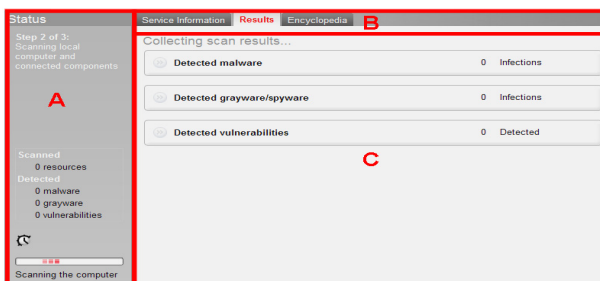 Status
Step 2 of 3:
Scanning local
computer and
connected components
A
Scanned
0 resources
Detected
0 malware
0 grayware
0 vulnerabilities
Scanning the computer
Service Information Results Encyclopedia
B
Collecting scan results...
Detected malware 0 Infections
Detected grayware/spyware 0 Infections
Detected vulnerabilities 0 Detected
C